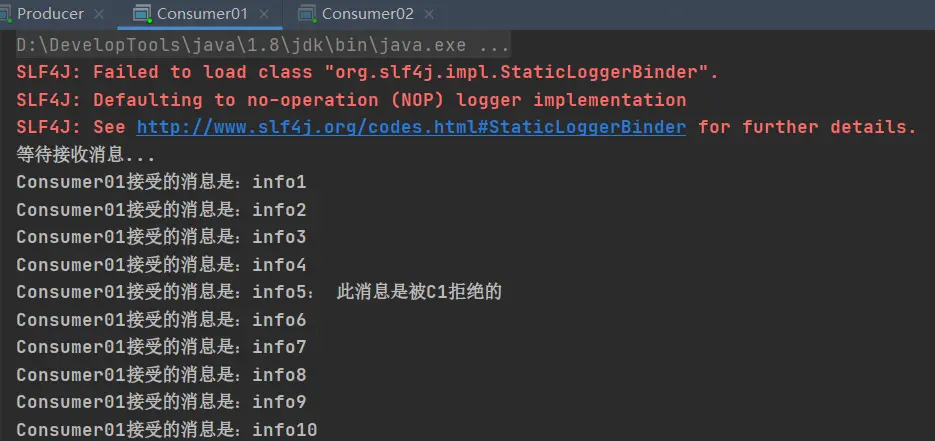 Producer Consumer01 Consumer02
D:\DevelopTools\java\1.8\jdk\bin\java.exe ...
SLF4J: Failed to load class "org.slf4j.impl.StaticLoggerBinder".
SLF4J: Defaulting to no-operation (NOP) logger implementation
SLF4J: See http://www.slf4j.org/codes.html#StaticLoggerBinder for further details.
等待接收消息...
Consumer01接受的消息是：info1
Consumer01接受的消息是：info2
Consumer01接受的消息是：info3
Consumer01接受的消息是：info4
Consumer01接受的消息是：info5： 此消息是被C1拒绝的
Consumer01接受的消息是：info6
Consumer01接受的消息是：info7
Consumer01接受的消息是：info8
Consumer01接受的消息是：info9
Consumer01接受的消息是：info10